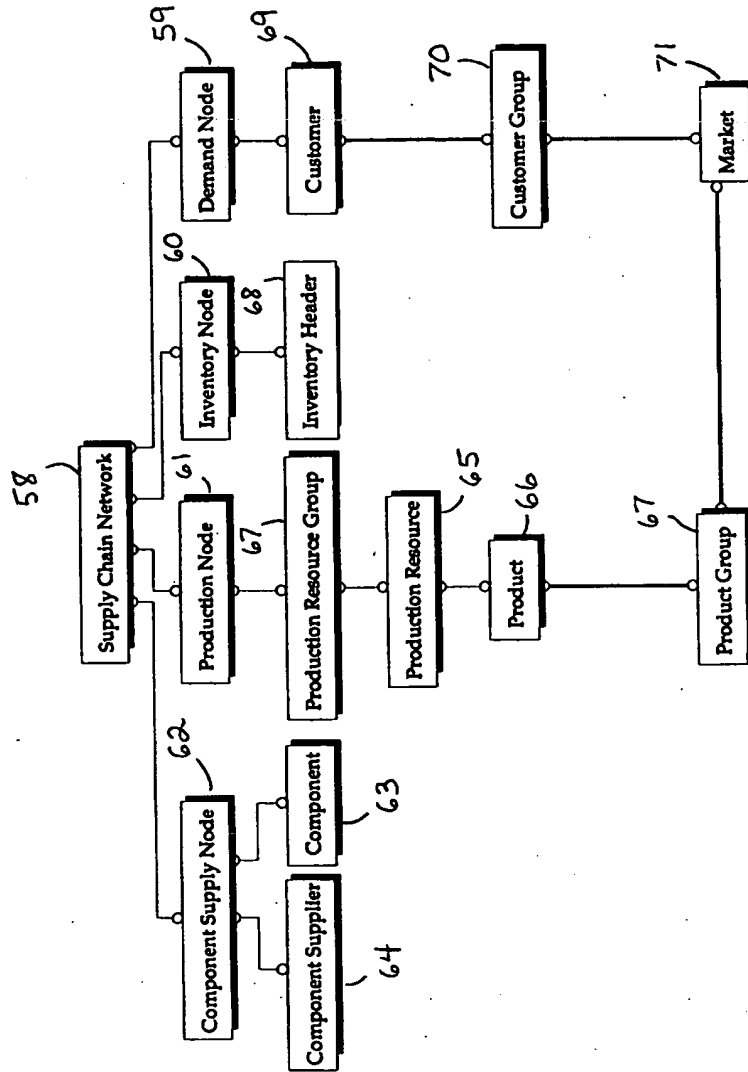 58
Supply Chain Network
62
Component Supply Node
61
Production Node
60
Inventory Node
59
Demand Node
64
Component Supplier
63
Component
67
Production Resource Group
68
Inventory Header
69
Customer
65
Production Resource
66
Product
70
Customer Group
67
Product Group
71
Market